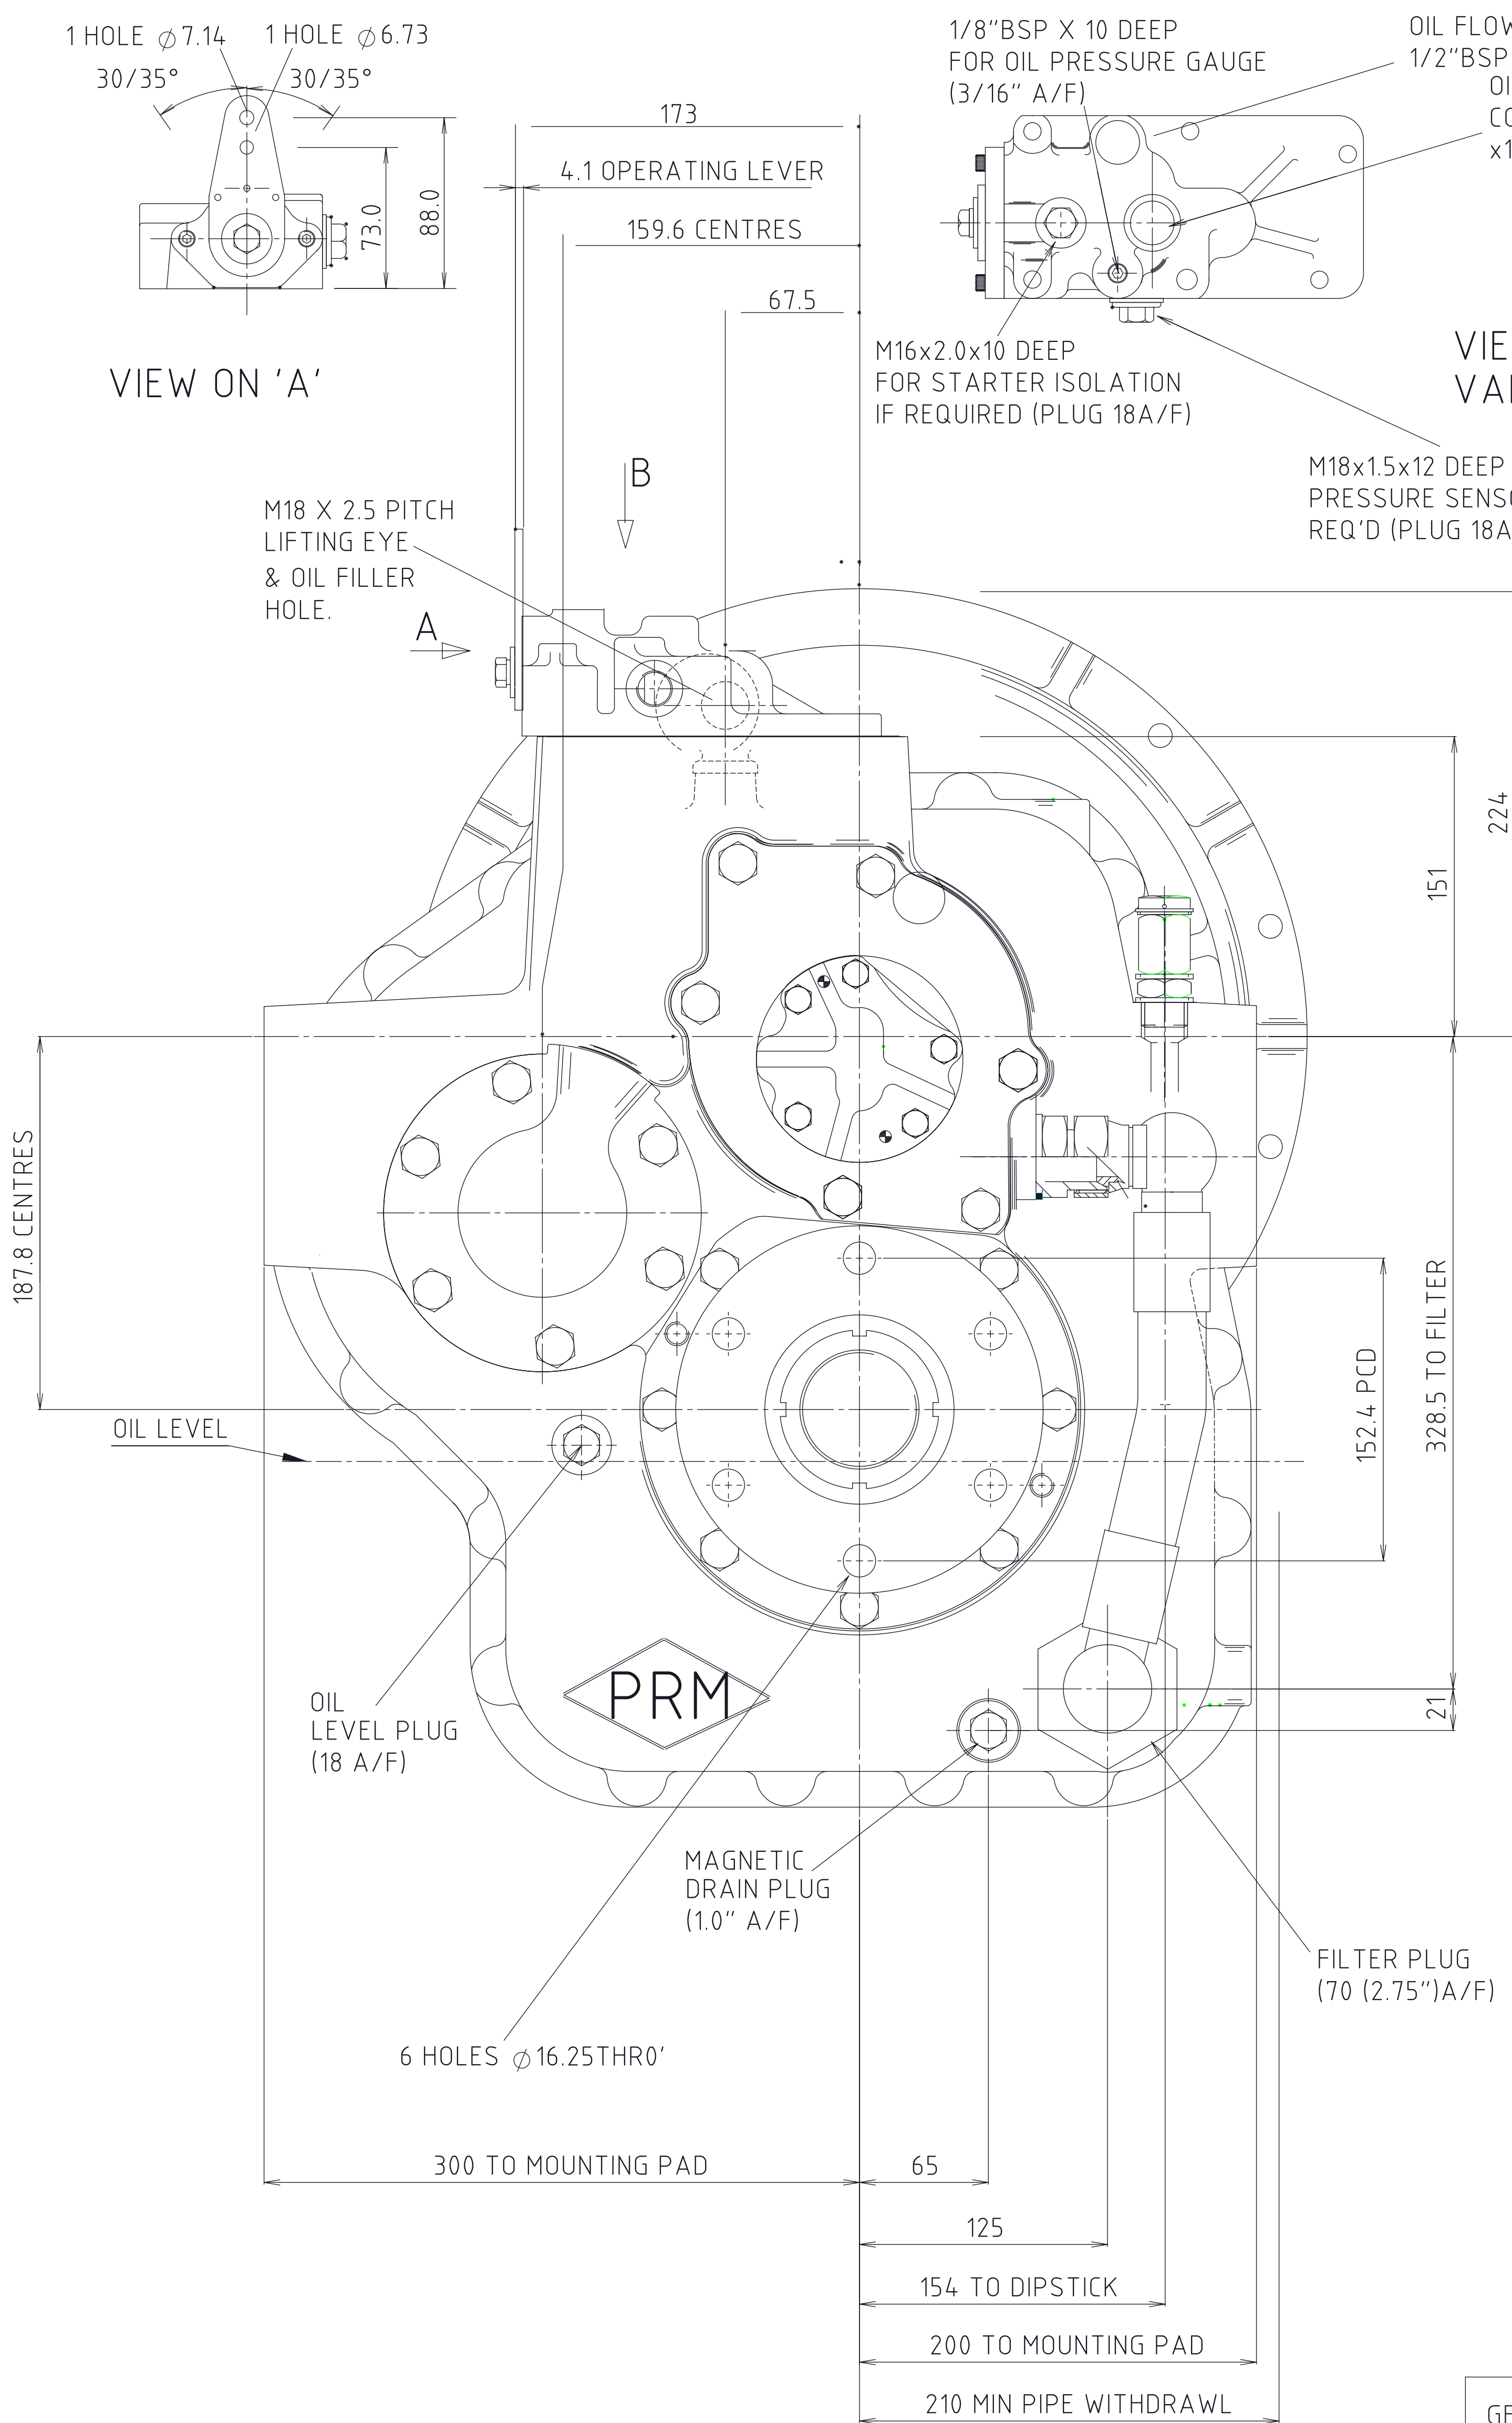 1 HOLE ⌀7.14
1 HOLE ⌀6.73
30/35°
30/35°
73.0
88.0
VIEW ON 'A'
173
4.1 OPERATING LEVER
159.6 CENTRES
67.5
1/8"BSP X 10 DEEP
FOR OIL PRESSURE GAUGE
(3/16" A/F)
OIL FLOW
1/2"BSP
M16x2.0x10 DEEP
FOR STARTER ISOLATION
IF REQUIRED (PLUG 18A/F)
M18x1.5x12 DEEP
PRESSURE
REQ'D (PLUG 18A
B
M18 X 2.5 PITCH
LIFTING EYE
& OIL FILLER
HOLE.
A
224
151
187.8 CENTRES
152.4 PCD
328.5 TO FILTER
21
OIL LEVEL
OIL
LEVEL PLUG
(18 A/F)
PRM
MAGNETIC
DRAIN PLUG
(1.0" A/F)
FILTER PLUG
(70 (2.75")A/F)
6 HOLES ⌀16.25THRO'
300 TO MOUNTING PAD
65
125
154 TO DIPSTICK
200 TO MOUNTING PAD
210 MIN PIPE WITHDRAWL